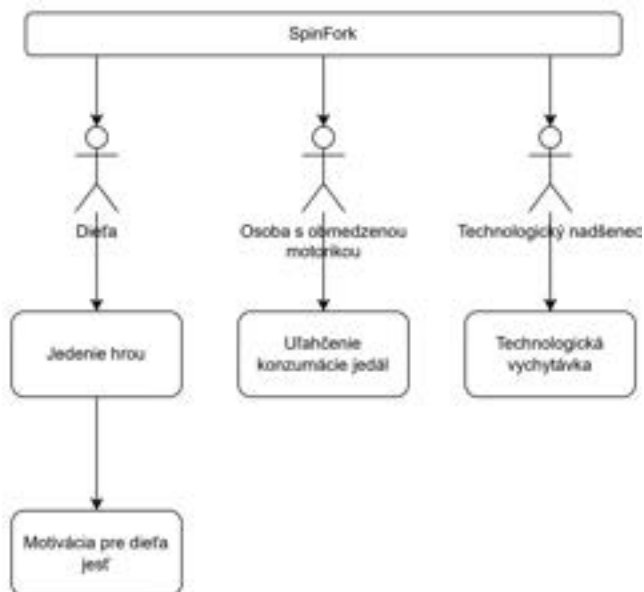 SpinFork
Dieťa
Osoba s obmedzenou
motorikou
Technologický nadšenec
Jedenie hrou
Uľahčenie
konzumácie jedál
Technologická
vychytávka
Motivácia pre dieťa
jesť